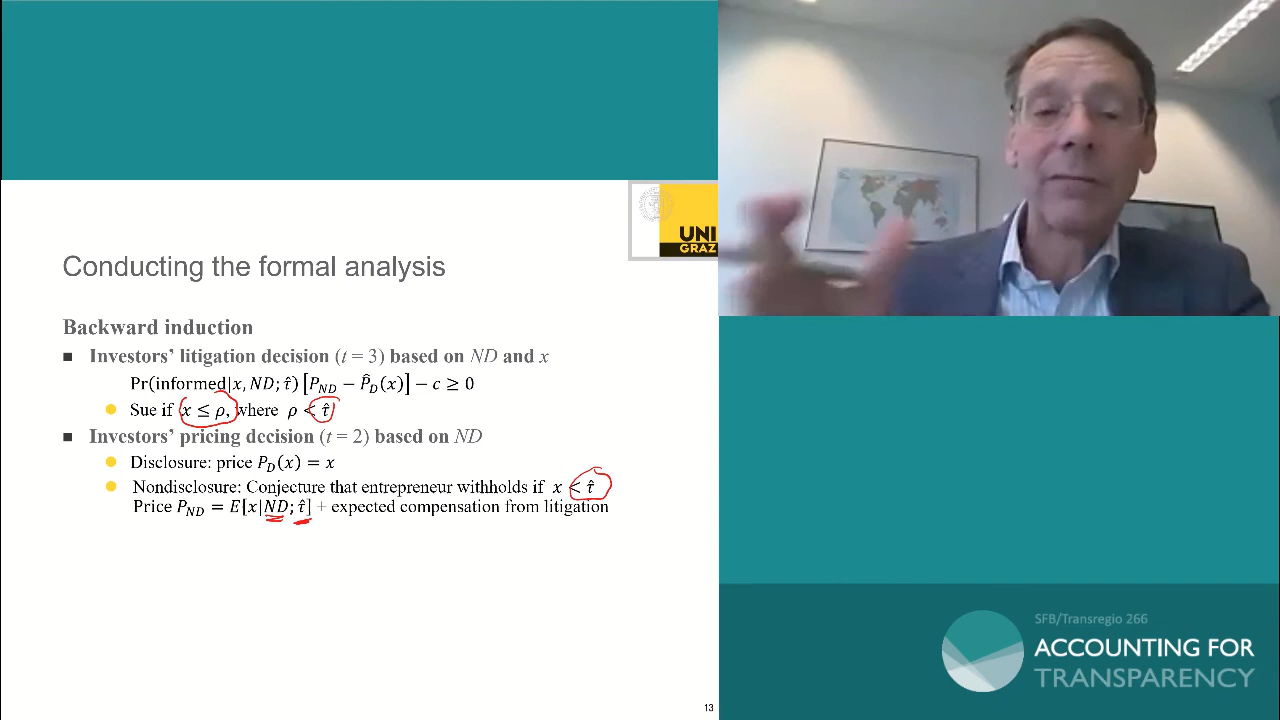 UNI
GRAZ
Conducting the formal analysis
Backward induction
■ Investors' litigation decision (t = 3) based on ND and x
Pr(informed|x, ND; τ̂) [P_ND − P̂_D(x)] − c ≥ 0
● Sue if x ≤ ρ, where ρ < τ̂
■ Investors' pricing decision (t = 2) based on ND
● Disclosure: price P_D(x) = x
● Nondisclosure: Conjecture that entrepreneur withholds if x < τ̂
Price P_ND = E[x|ND; τ̂] + expected compensation from litigation
13
SFB/Transregio 266
ACCOUNTING FOR
TRANSPARENCY